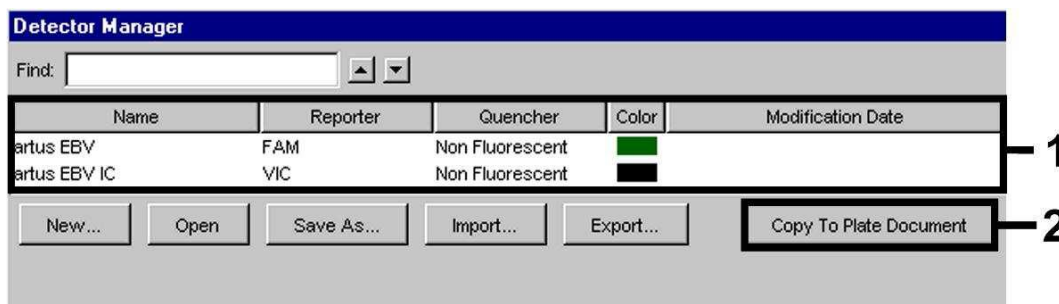 Detector Manager
Find:
Name Reporter Quencher Color Modification Date
artus EBV FAM Non Fluorescent
artus EBV IC VIC Non Fluorescent
1
New... Open Save As... Import... Export... Copy To Plate Document
2